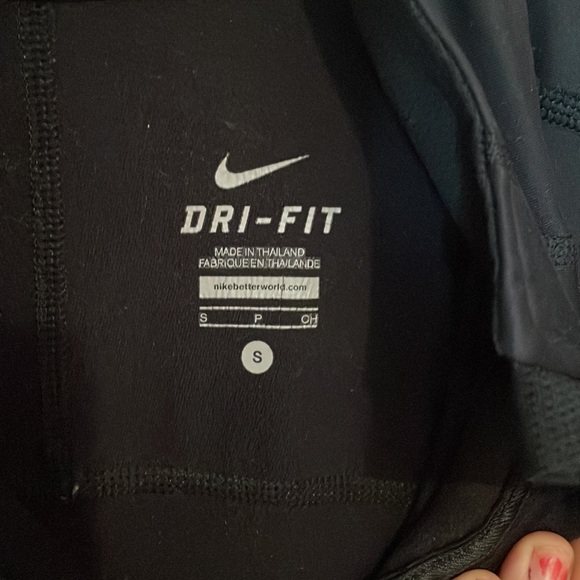 DRI-FIT
MADE IN THAILAND
FABRIQUE EN THAILANDE
nikebetterworld.com
S P CH
S